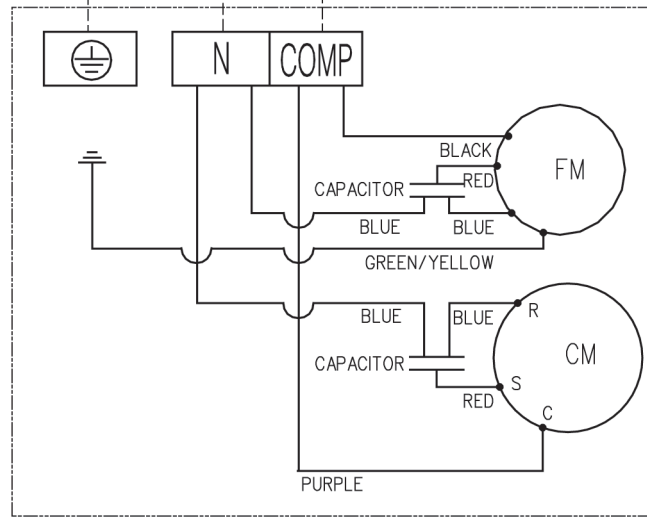 N COMP
BLACK
FM
RED
CAPACITOR
BLUE BLUE
GREEN/YELLOW
BLUE BLUE R
CM
CAPACITOR
S
RED
C
PURPLE